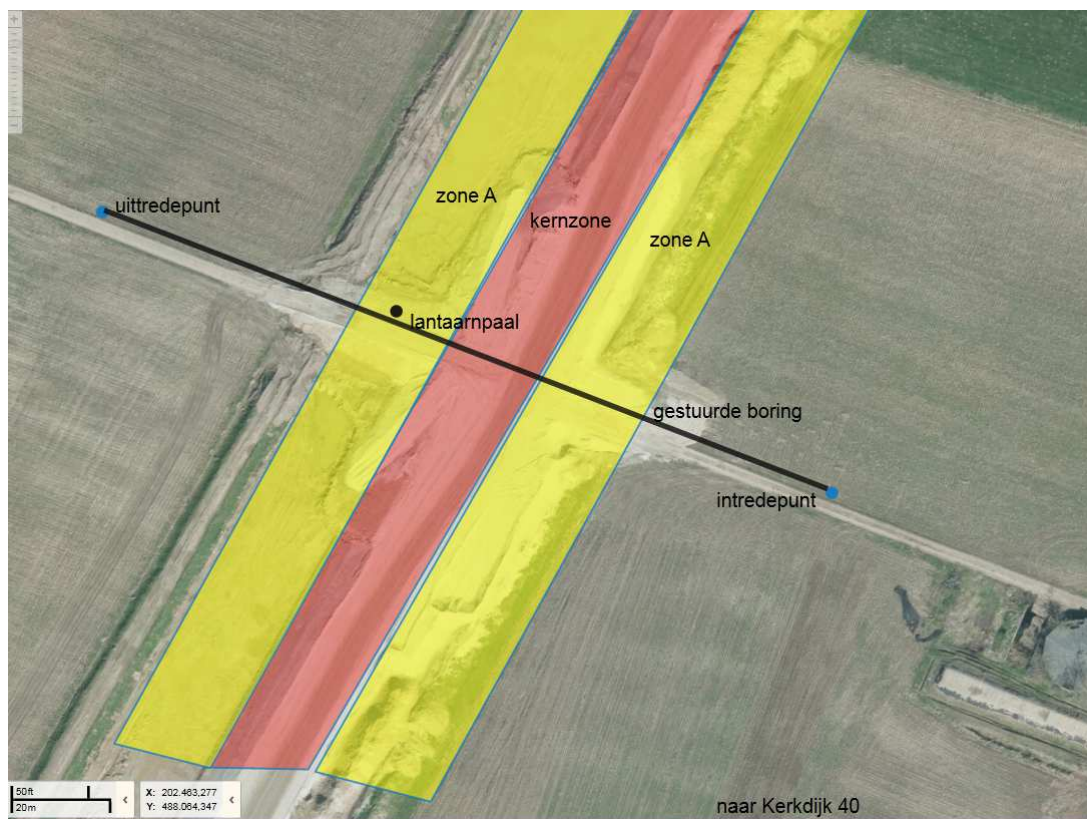 uittredepunt
zone A
kernzone
zone A
lantaarnpaal
gestuurde boring
intredepunt
50ft
20m
X: 202.463,277
Y: 488.064,347
naar Kerkdijk 40